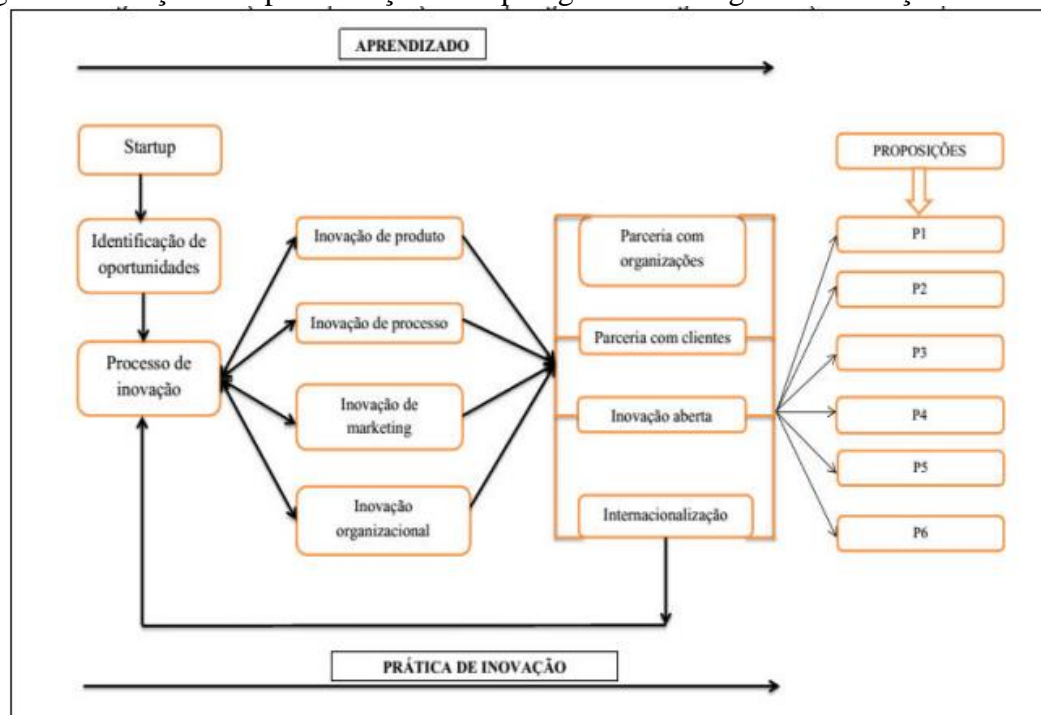 APRENDIZADO
Startup
Identificação de
oportunidades
Processo de
inovação
Inovação de produto
Inovação de processo
Inovação de
marketing
Inovação
organizacional
Parceria com
organizações
Parceria com clientes
Inovação aberta
Internacionalização
PROPOSIÇÕES
P1
P2
P3
P4
P5
P6
PRÁTICA DE INOVAÇÃO